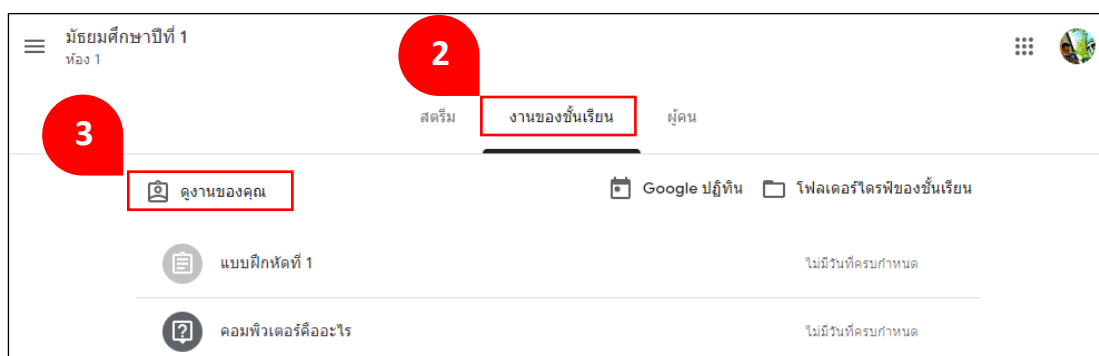 มัธยมศึกษาปีที่ 1
ห้อง 1
2
สตรีม งานของชั้นเรียน ผู้คน
3
ดูงานของคุณ Google ปฏิทิน โฟลเดอร์ไดรฟ์ของชั้นเรียน
แบบฝึกหัดที่ 1 ไม่มีวันที่ครบกำหนด
คอมพิวเตอร์คืออะไร ไม่มีวันที่ครบกำหนด